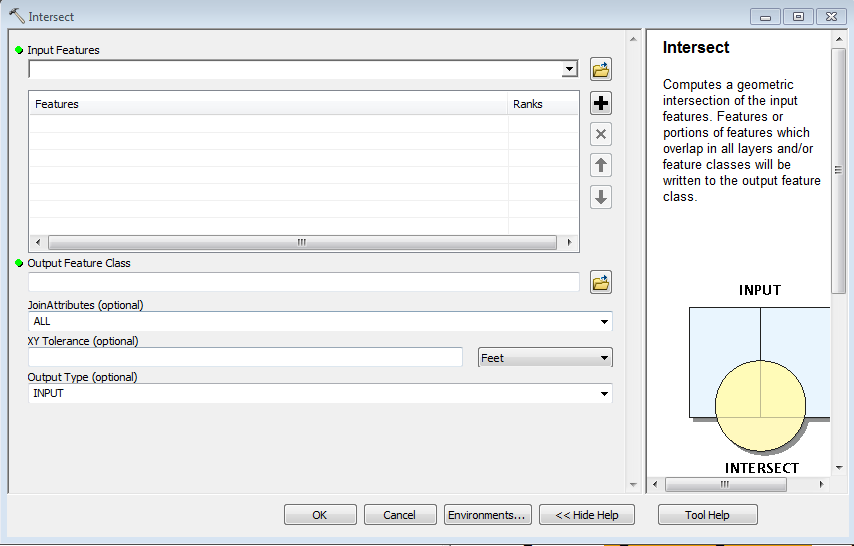 Intersect
Input Features
Features Ranks
Output Feature Class
JoinAttributes (optional)
ALL
XY Tolerance (optional)
Feet
Output Type (optional)
INPUT
OK Cancel Environments... << Hide Help Tool Help
Intersect
Computes a geometric
intersection of the input
features. Features or
portions of features which
overlap in all layers and/or
feature classes will be
written to the output feature
class.
INPUT
INTERSECT